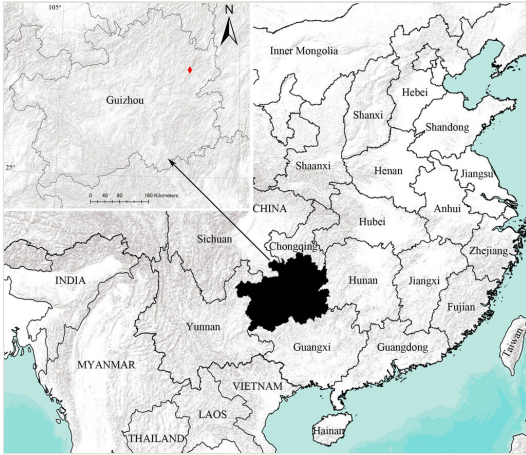 105°
N
Guizhou
25°
0 40 80 160 Kilometers
Inner Mongolia
Hebei
Shanxi
Shandong
Shaanxi
Henan
Jiangsu
CHINA
Anhui
Hubei
Sichuan
Chongqing
Zhejiang
INDIA
Hunan
Jiangxi
Fujian
Yunnan
Taiwan
Guangxi
Guangdong
MYANMAR
VIETNAM
LAOS
Hainan
THAILAND